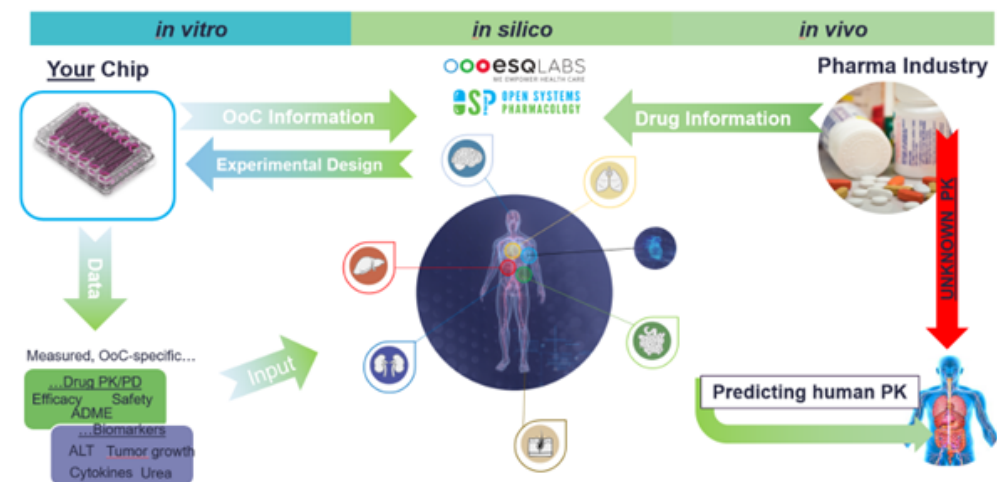 in vitro
in silico
in vivo
Your Chip
esQLABS
WE EMPOWER HEALTH CARE
OSP OPEN SYSTEMS
PHARMACOLOGY
Pharma Industry
OoC Information
Drug Information
Experimental Design
UNKNOWN PK
Data
Measured, OoC-specific...
Input
...Drug PK/PD
Efficacy Safety
ADME
...Biomarkers
ALT Tumor growth
Cytokines Urea
Predicting human PK